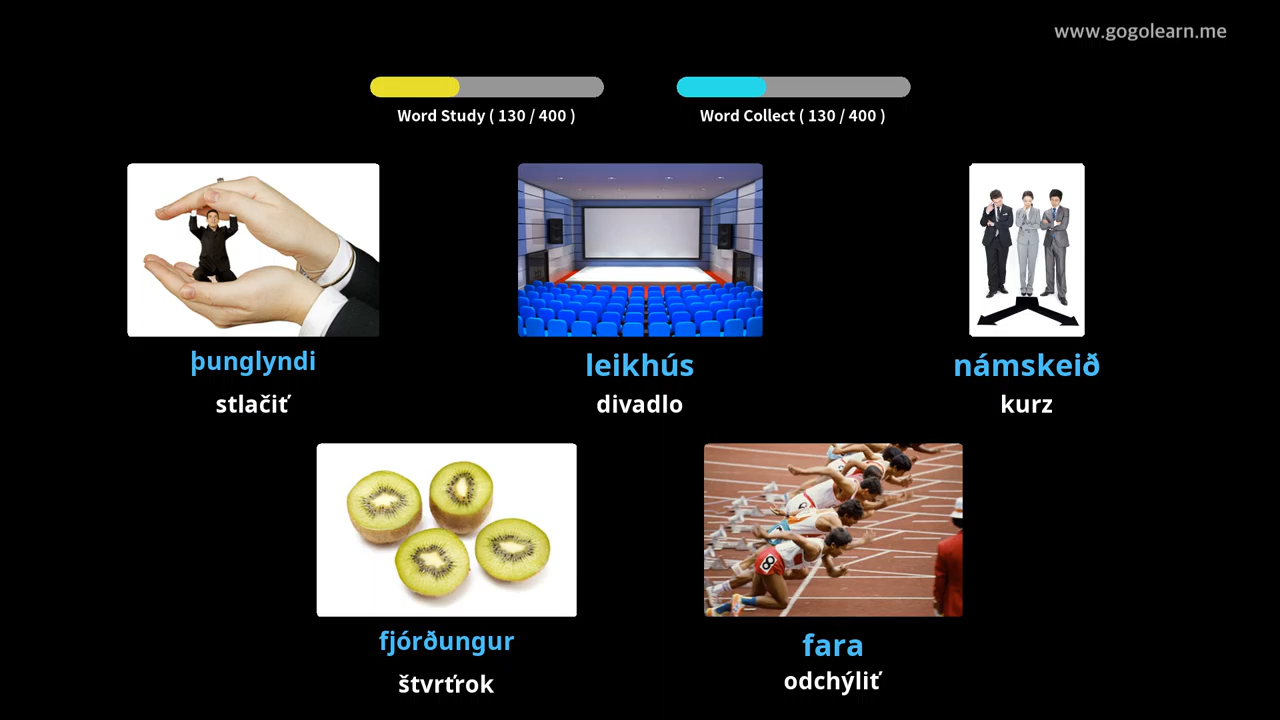 www.gogolearn.me
Word Study ( 130 / 400 )
Word Collect ( 130 / 400 )
þunglyndi
stlačiť
leikhús
divadlo
námskeið
kurz
fjórðungur
štvrťrok
fara
odchýliť